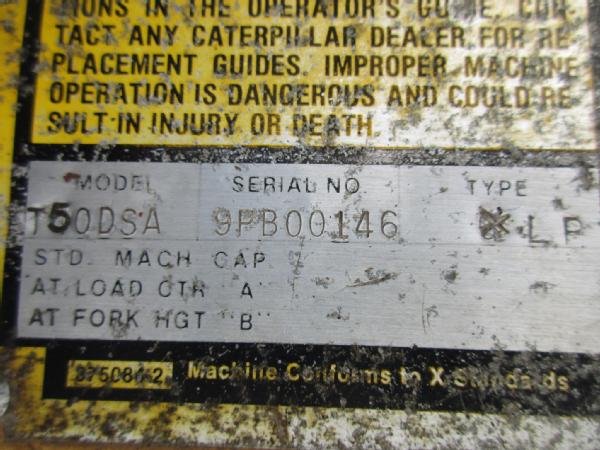 IN THE OPERATOR'S GUIDE, CON-
TACT ANY CATERPILLAR DEALER FOR RE-
PLACEMENT GUIDES. IMPROPER MACHINE
OPERATION IS DANGEROUS AND COULD RE-
SULT IN INJURY OR DEATH.
MODEL SERIAL NO. TYPE
T50DSA 9PB00146 LP
STD. MACH CAP
AT LOAD CTR "A"
AT FORK HGT "B"
Machine Conforms to X Standards